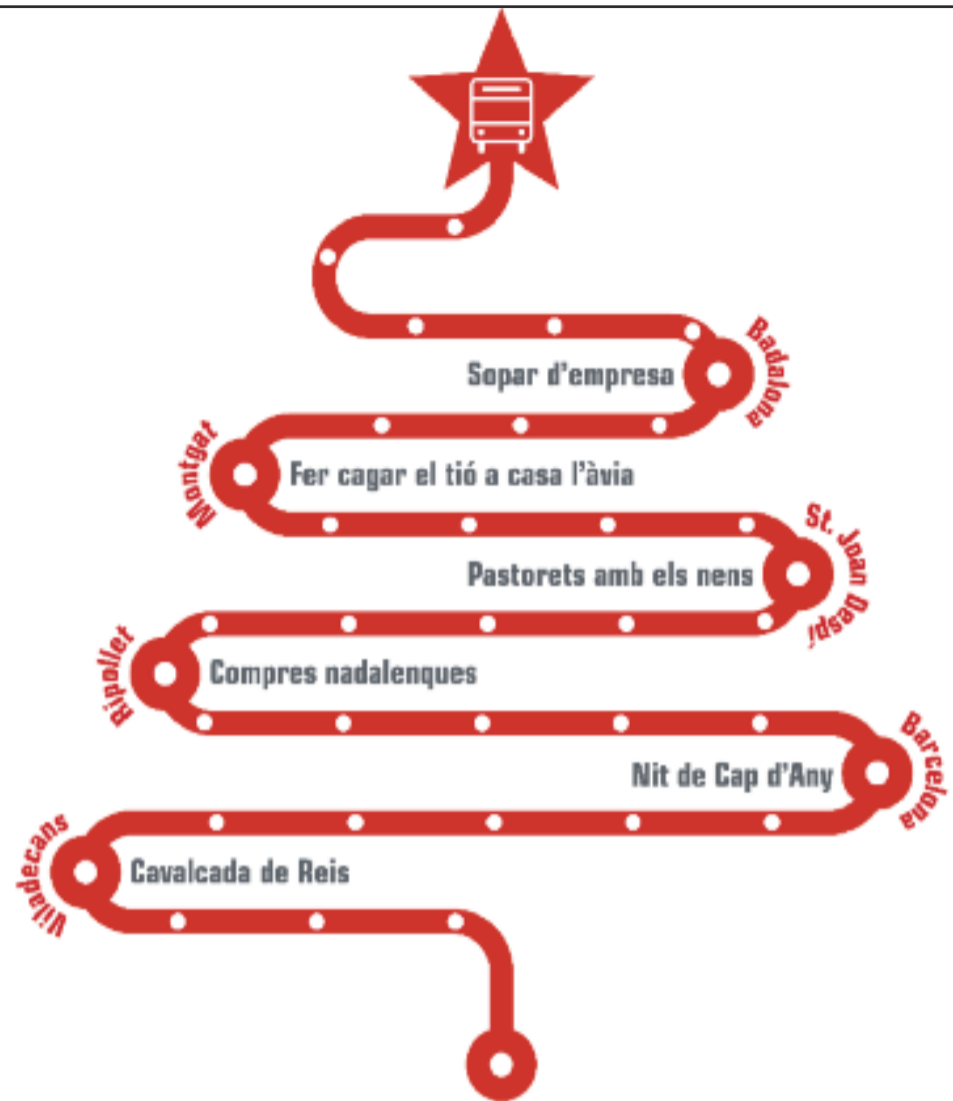 Badalona
Sopar d'empresa
Montgat
Fer cagar el tió a casa l'àvia
St. Joan Despí
Pastorets amb els nens
Ripollet
Compres nadalenques
Barcelona
Nit de Cap d'Any
Viladecans
Cavalcada de Reis